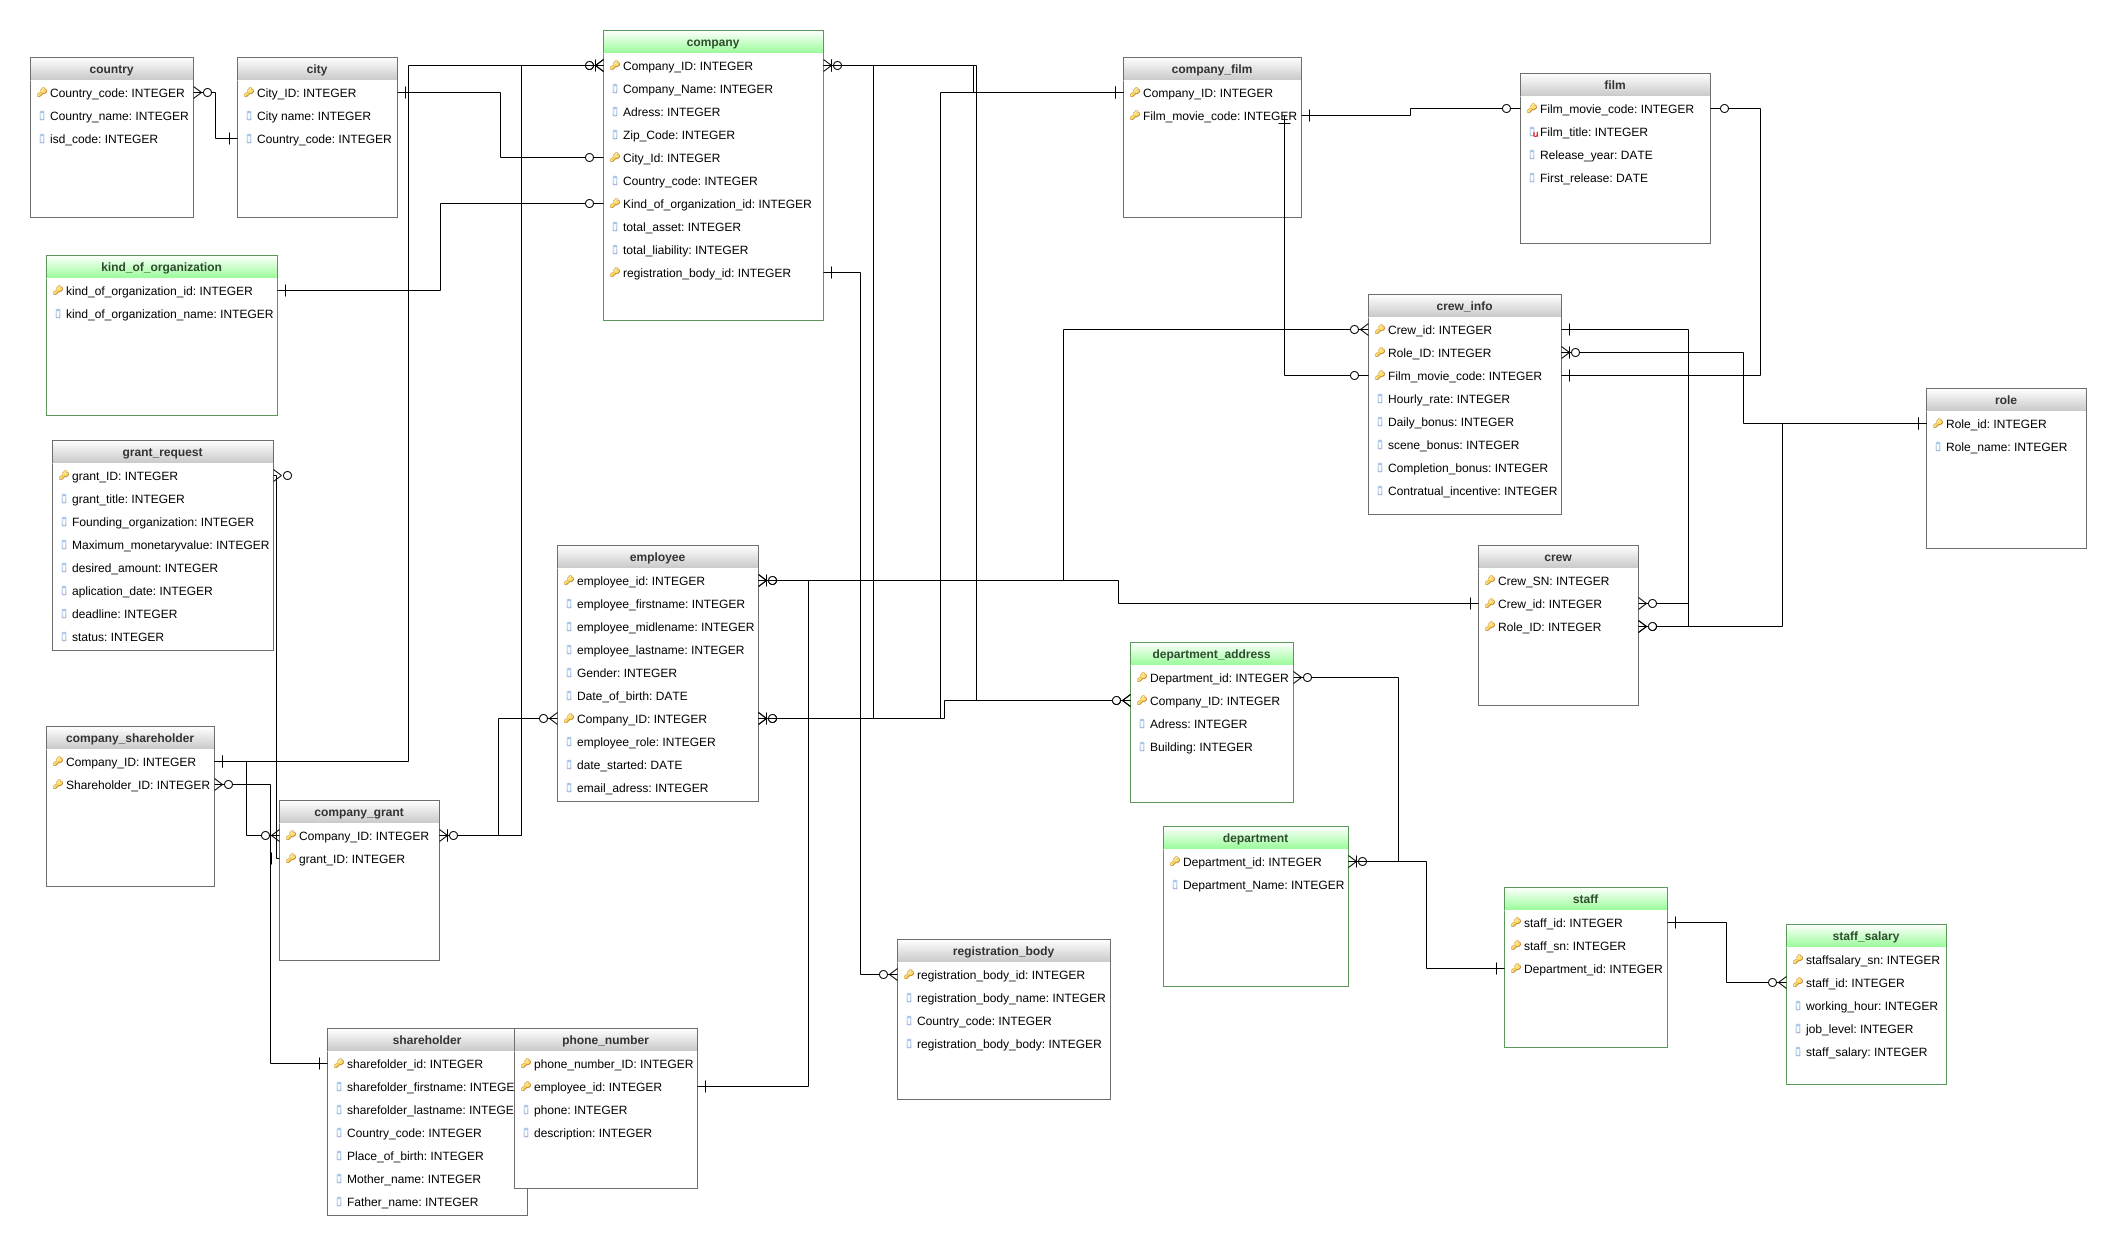 company
Company_ID: INTEGER
Company_Name: INTEGER
Adress: INTEGER
Zip_Code: INTEGER
City_Id: INTEGER
Country_code: INTEGER
Kind_of_organization_id: INTEGER
total_asset: INTEGER
total_liability: INTEGER
registration_body_id: INTEGER
country
Country_code: INTEGER
Country_name: INTEGER
isd_code: INTEGER
city
City_ID: INTEGER
City name: INTEGER
Country_code: INTEGER
company_film
Company_ID: INTEGER
Film_movie_code: INTEGER
film
Film_movie_code: INTEGER
Film_title: INTEGER
Release_year: DATE
First_release: DATE
kind_of_organization
kind_of_organization_id: INTEGER
kind_of_organization_name: INTEGER
crew_info
Crew_id: INTEGER
Role_ID: INTEGER
Film_movie_code: INTEGER
Hourly_rate: INTEGER
Daily_bonus: INTEGER
scene_bonus: INTEGER
Completion_bonus: INTEGER
Contratual_incentive: INTEGER
role
Role_id: INTEGER
Role_name: INTEGER
grant_request
grant_ID: INTEGER
grant_title: INTEGER
Founding_organization: INTEGER
Maximum_monetaryvalue: INTEGER
desired_amount: INTEGER
aplication_date: INTEGER
deadline: INTEGER
status: INTEGER
employee
employee_id: INTEGER
employee_firstname: INTEGER
employee_midlename: INTEGER
employee_lastname: INTEGER
Gender: INTEGER
Date_of_birth: DATE
Company_ID: INTEGER
employee_role: INTEGER
date_started: DATE
email_adress: INTEGER
crew
Crew_SN: INTEGER
Crew_id: INTEGER
Role_ID: INTEGER
department_address
Department_id: INTEGER
Company_ID: INTEGER
Adress: INTEGER
Building: INTEGER
company_shareholder
Company_ID: INTEGER
Shareholder_ID: INTEGER
company_grant
Company_ID: INTEGER
grant_ID: INTEGER
department
Department_id: INTEGER
Department_Name: INTEGER
staff
staff_id: INTEGER
staff_sn: INTEGER
Department_id: INTEGER
staff_salary
staffsalary_sn: INTEGER
staff_id: INTEGER
working_hour: INTEGER
job_level: INTEGER
staff_salary: INTEGER
registration_body
registration_body_id: INTEGER
registration_body_name: INTEGER
Country_code: INTEGER
registration_body_body: INTEGER
shareholder
sharefolder_id: INTEGER
sharefolder_firstname: INTEGE
sharefolder_lastname: INTEGE
Country_code: INTEGER
Place_of_birth: INTEGER
Mother_name: INTEGER
Father_name: INTEGER
phone_number
phone_number_ID: INTEGER
employee_id: INTEGER
phone: INTEGER
description: INTEGER